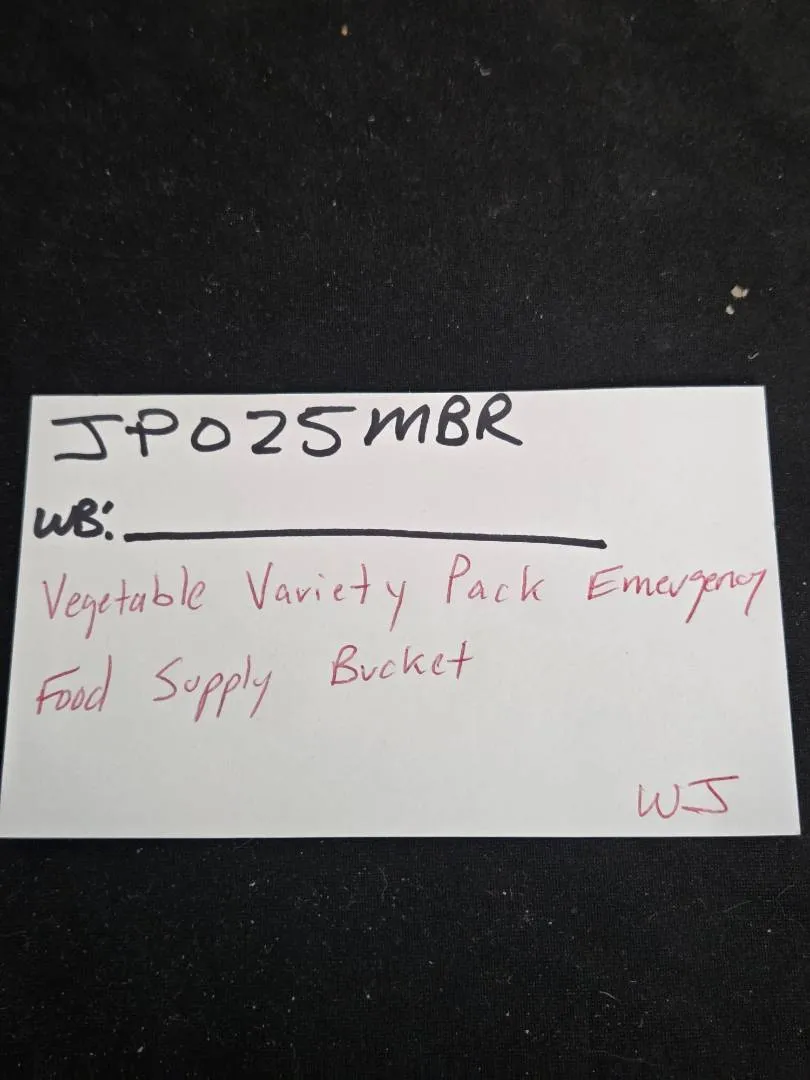 JP025MBR
WB:
Vegetable Variety Pack Emergency
Food Supply Bucket
WJ